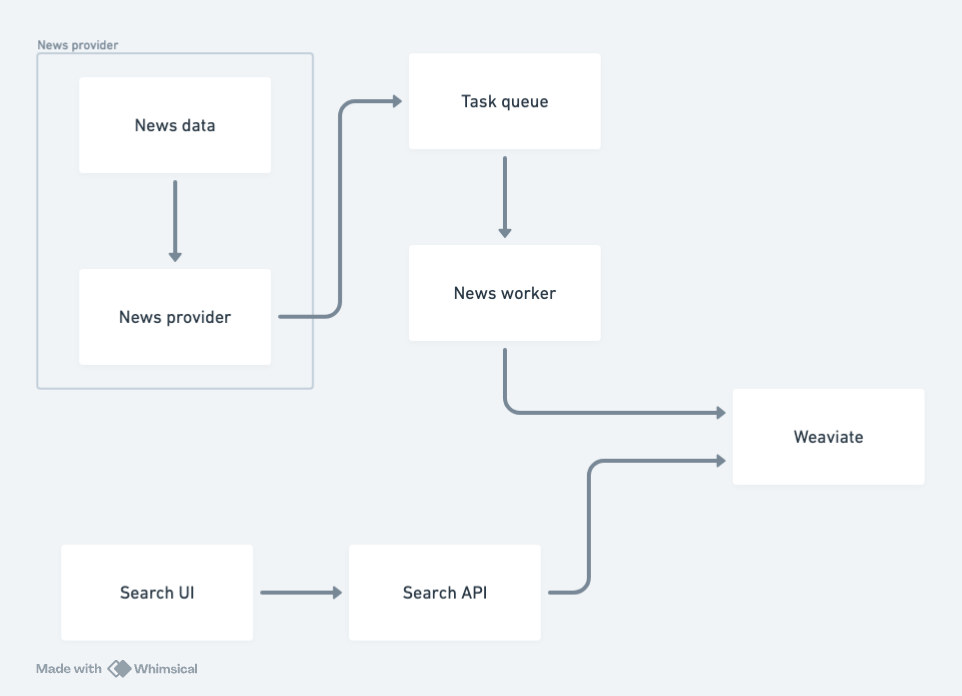 News provider
News data
Task queue
News provider
News worker
Weaviate
Search UI
Search API
Made with Whimsical